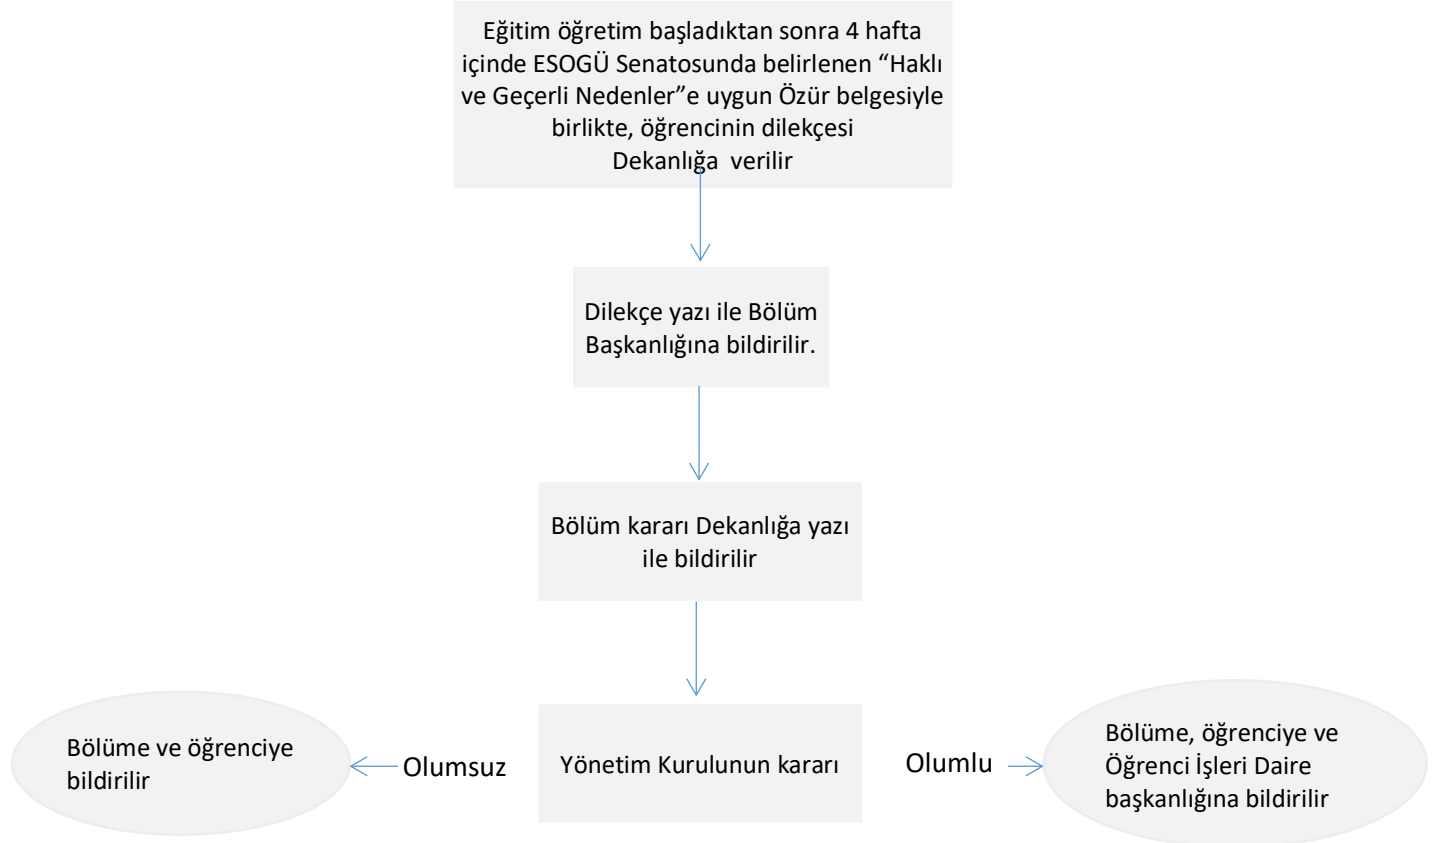 Eğitim öğretim başladıktan sonra 4 hafta
içinde ESOGÜ Senatosunda belirlenen “Haklı
ve Geçerli Nedenler”e uygun Özür belgesiyle
birlikte, öğrencinin dilekçesi
Dekanlığa  verilir
Dilekçe yazı ile Bölüm
Başkanlığına bildirilir.
Bölüm kararı Dekanlığa yazı
ile bildirilir
Bölüme ve öğrenciye
bildirilir
Olumsuz
Yönetim Kurulunun kararı
Olumlu
Bölüme, öğrenciye ve
Öğrenci İşleri Daire
başkanlığına bildirilir